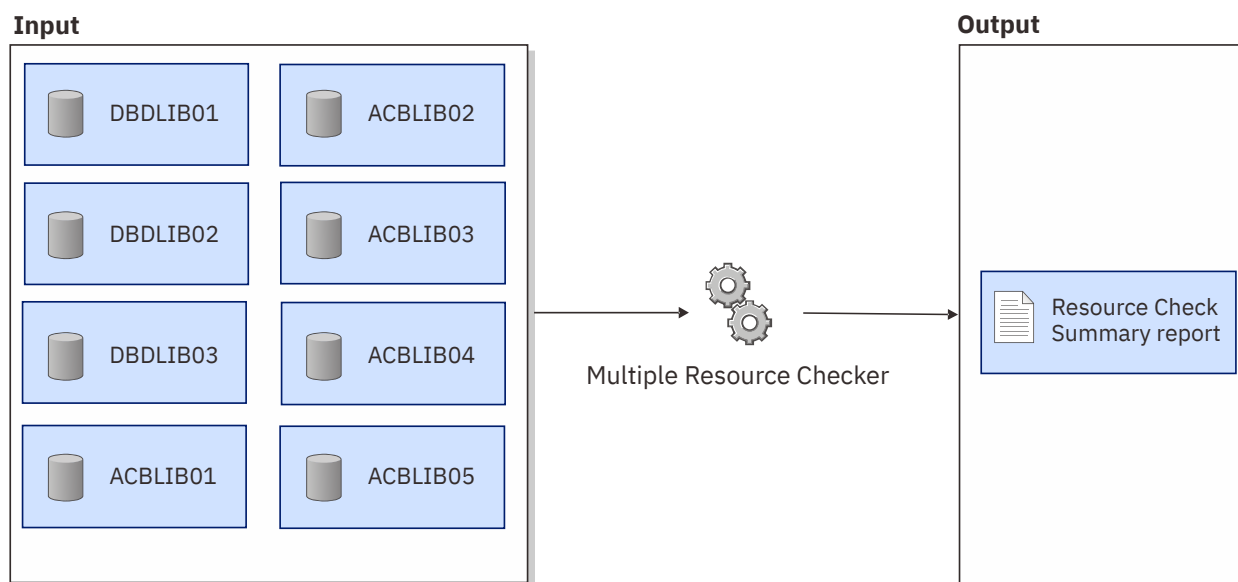 Input
Output
DBDLIB01
ACBLIB02
DBDLIB02
ACBLIB03
DBDLIB03
ACBLIB04
ACBLIB01
ACBLIB05
Multiple Resource Checker
Resource Check
Summary report